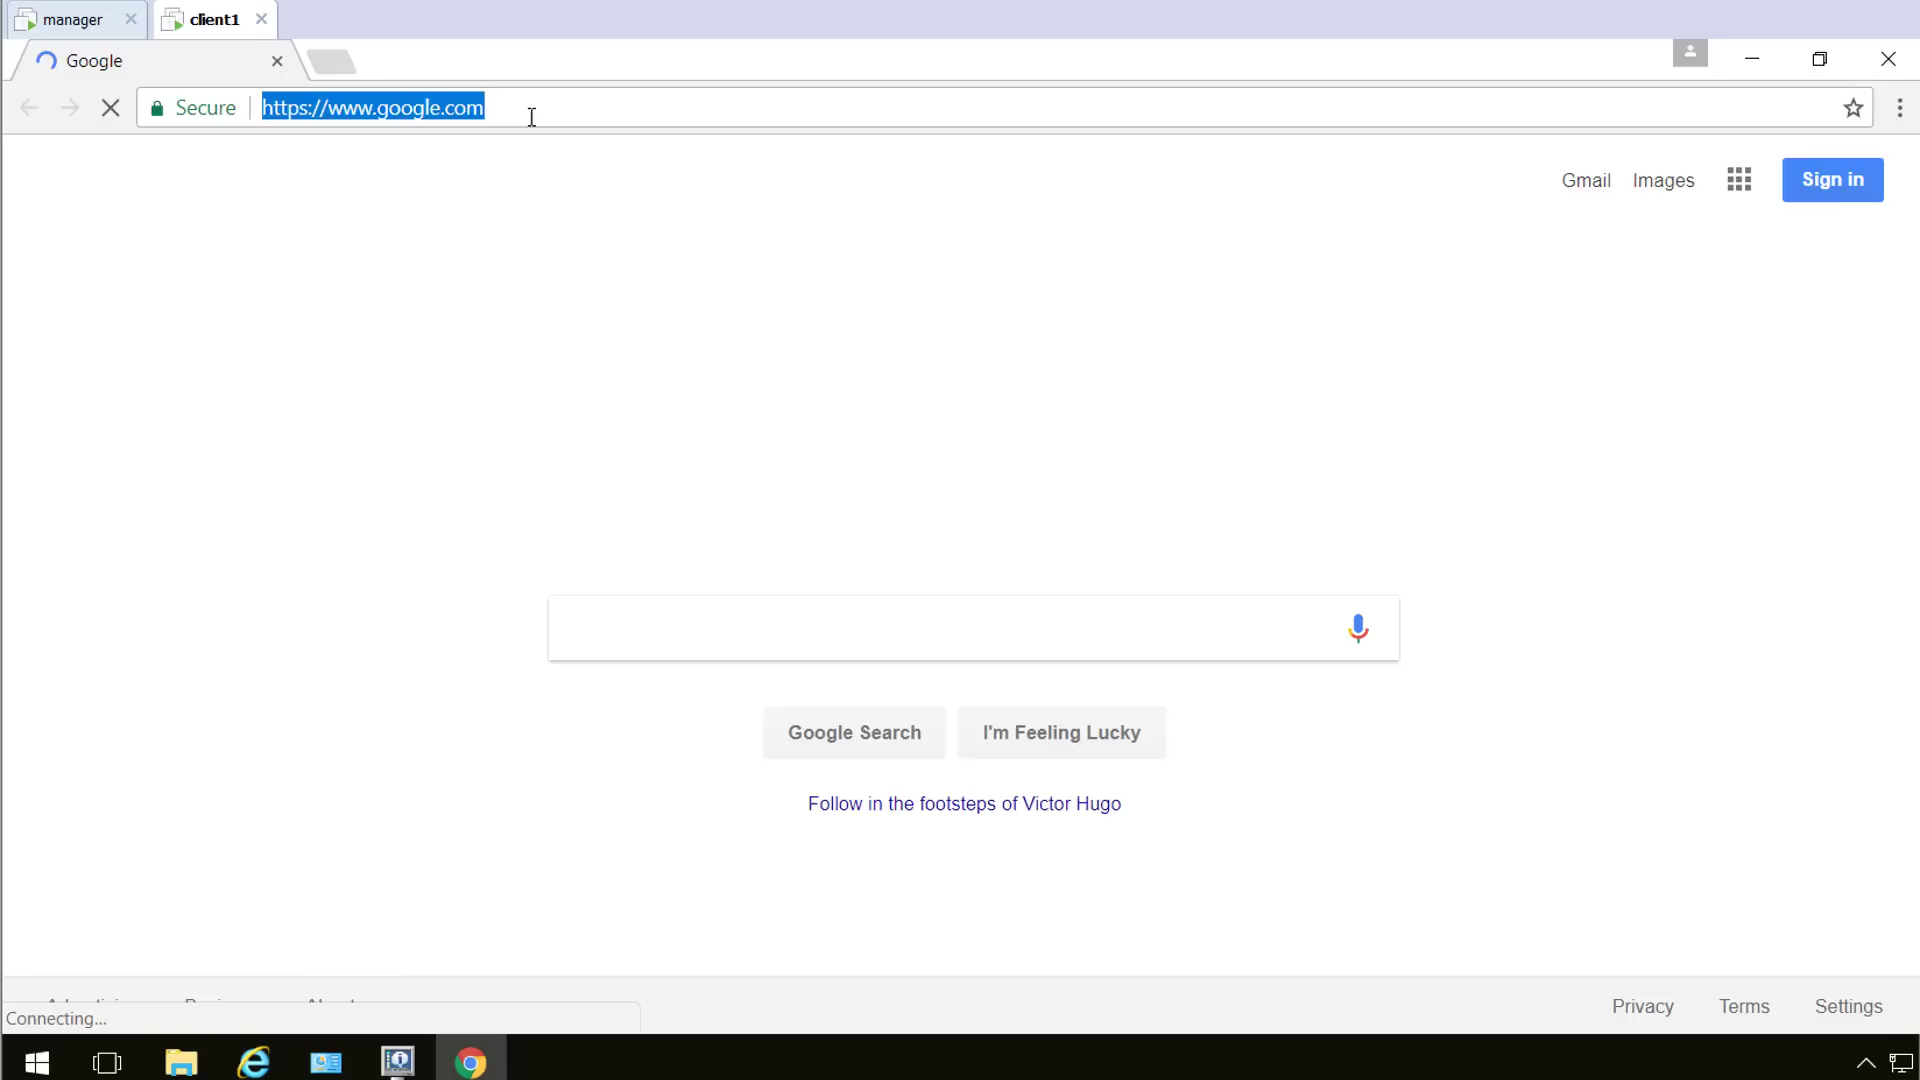 manager
client1
Google
Secure
https://www.google.com
Gmail
Images
Sign in
Google Search
I'm Feeling Lucky
Follow in the footsteps of Victor Hugo
Privacy
Terms
Settings
Connecting...